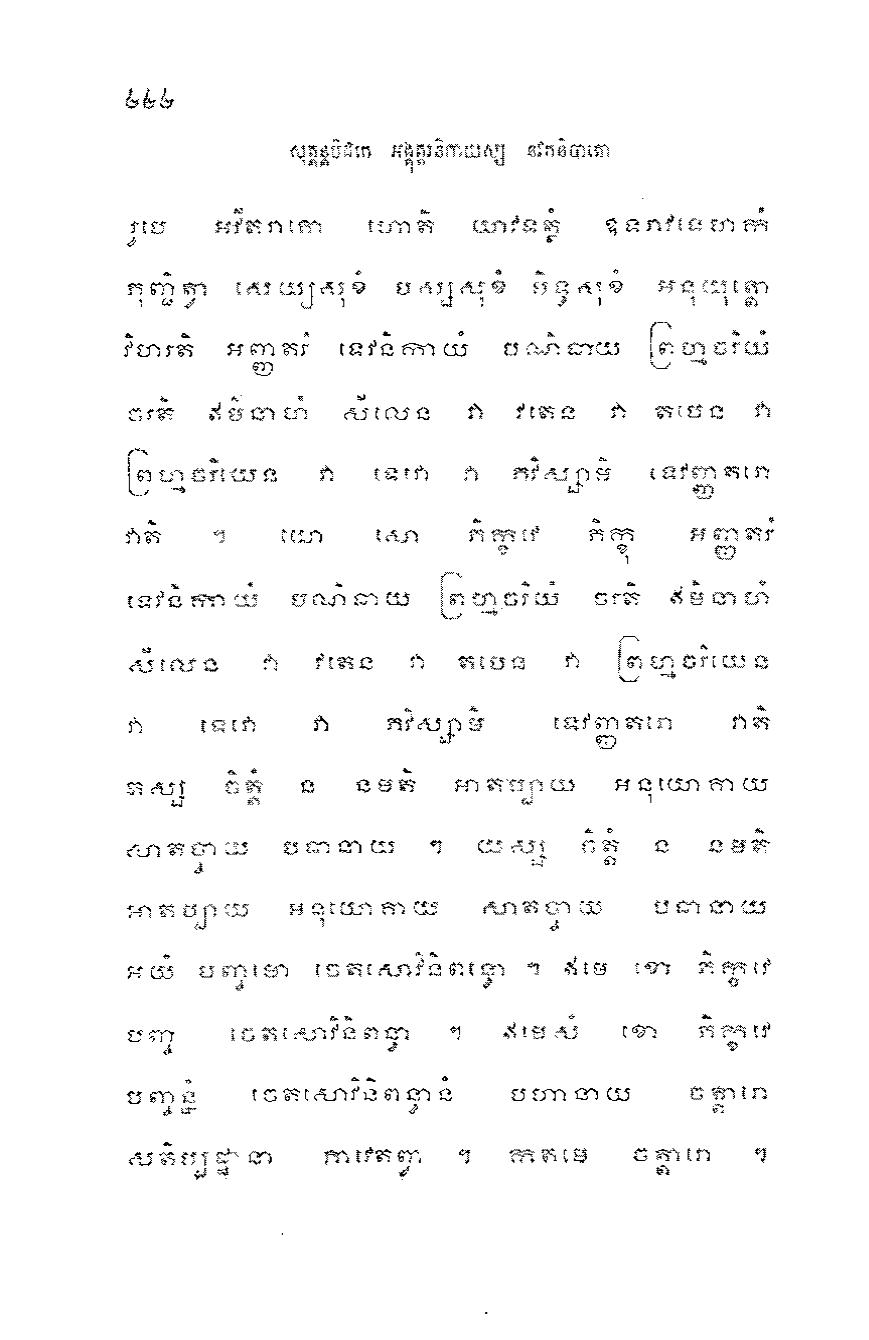 ៤៤៤
សុត្តន្តបិដកេ អង្គុត្តរនិកាយស្ស នវកនិបាតោ
រូបេ អវីតរាគោ ហោតិ យាវទត្ថំ ឧទរាវទេហកំ
ភុញ្ជិត្វា សេយ្យសុខំ បស្សសុខំ មិទ្ធសុខំ អនុយុត្តោ
វិហរតិ អញ្ញតរំ ទេវនិកាយំ បណិធាយ ព្រហ្មចរិយំ
ចរតិ ឥមិនាហំ សីលេន វា វតេន វា តបេន វា
ព្រហ្មចរិយេន វា ទេវោ វា ភវិស្សាមិ ទេវញ្ញតរោ
វាតិ ។ យោ សោ ភិក្ខវេ ភិក្ខុ អញ្ញតរំ
ទេវនិកាយំ បណិធាយ ព្រហ្មចរិយំ ចរតិ ឥមិនាហំ
សីលេន វា វតេន វា តបេន វា ព្រហ្មចរិយេន
វា ទេវោ វា ភវិស្សាមិ ទេវញ្ញតរោ វាតិ
តស្ស ចិត្តំ ន នមតិ អាតប្បាយ អនុយោគាយ
សាតច្ចាយ បធានាយ ។ យស្ស ចិត្តំ ន នមតិ
អាតប្បាយ អនុយោគាយ សាតច្ចាយ បធានាយ
អយំ បញ្ចមោ ចេតសោវិនិពន្ធោ ។ ឥមេ ខោ ភិក្ខវេ
បញ្ច ចេតសោវិនិពន្ធា ។ ឥមេសំ ខោ ភិក្ខវេ
បញ្ចន្នំ ចេតសោវិនិពន្ធានំ បហានាយ ចត្តារោ
សតិប្បដ្ឋានា ភាវេតព្វា ។ កតមេ ចត្តារោ ។